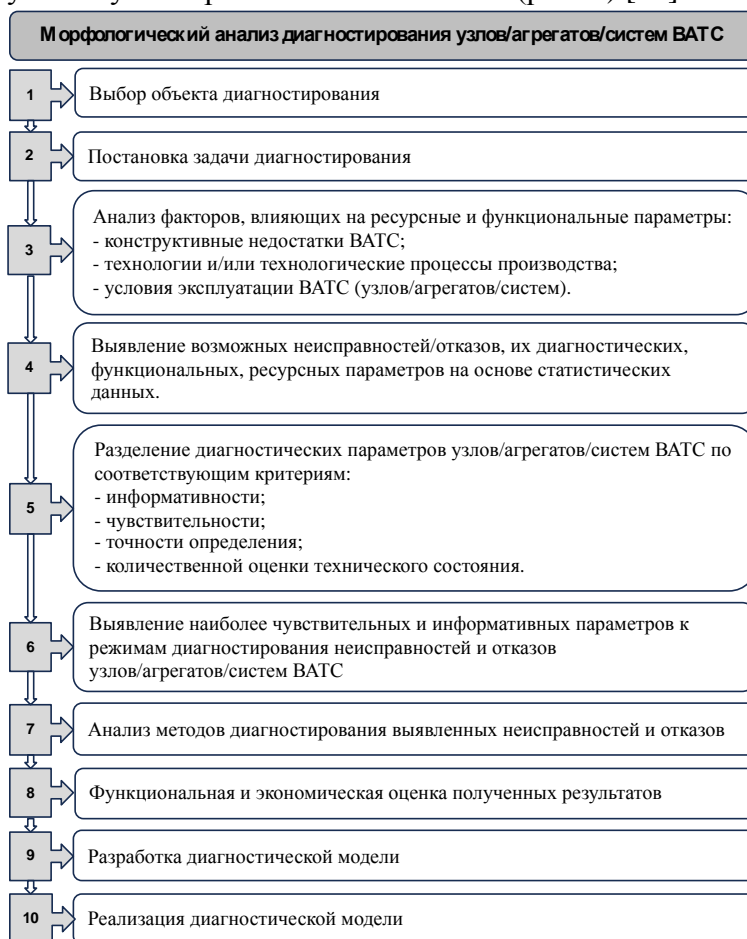 Морфологический анализ диагностирования узлов/агрегатов/систем ВАТС
1
Выбор объекта диагностирования
2
Постановка задачи диагностирования
3
Анализ факторов, влияющих на ресурсные и функциональные параметры:
- конструктивные недостатки ВАТС;
- технологии и/или технологические процессы производства;
- условия эксплуатации ВАТС (узлов/агрегатов/систем).
4
Выявление возможных неисправностей/отказов, их диагностических,
функциональных, ресурсных параметров на основе статистических
данных.
5
Разделение диагностических параметров узлов/агрегатов/систем ВАТС по
соответствующим критериям:
- информативности;
- чувствительности;
- точности определения;
- количественной оценки технического состояния.
6
Выявление наиболее чувствительных и информативных параметров к
режимам диагностирования неисправностей и отказов
узлов/агрегатов/систем ВАТС
7
Анализ методов диагностирования выявленных неисправностей и отказов
8
Функциональная и экономическая оценка полученных результатов
9
Разработка диагностической модели
10
Реализация диагностической модели